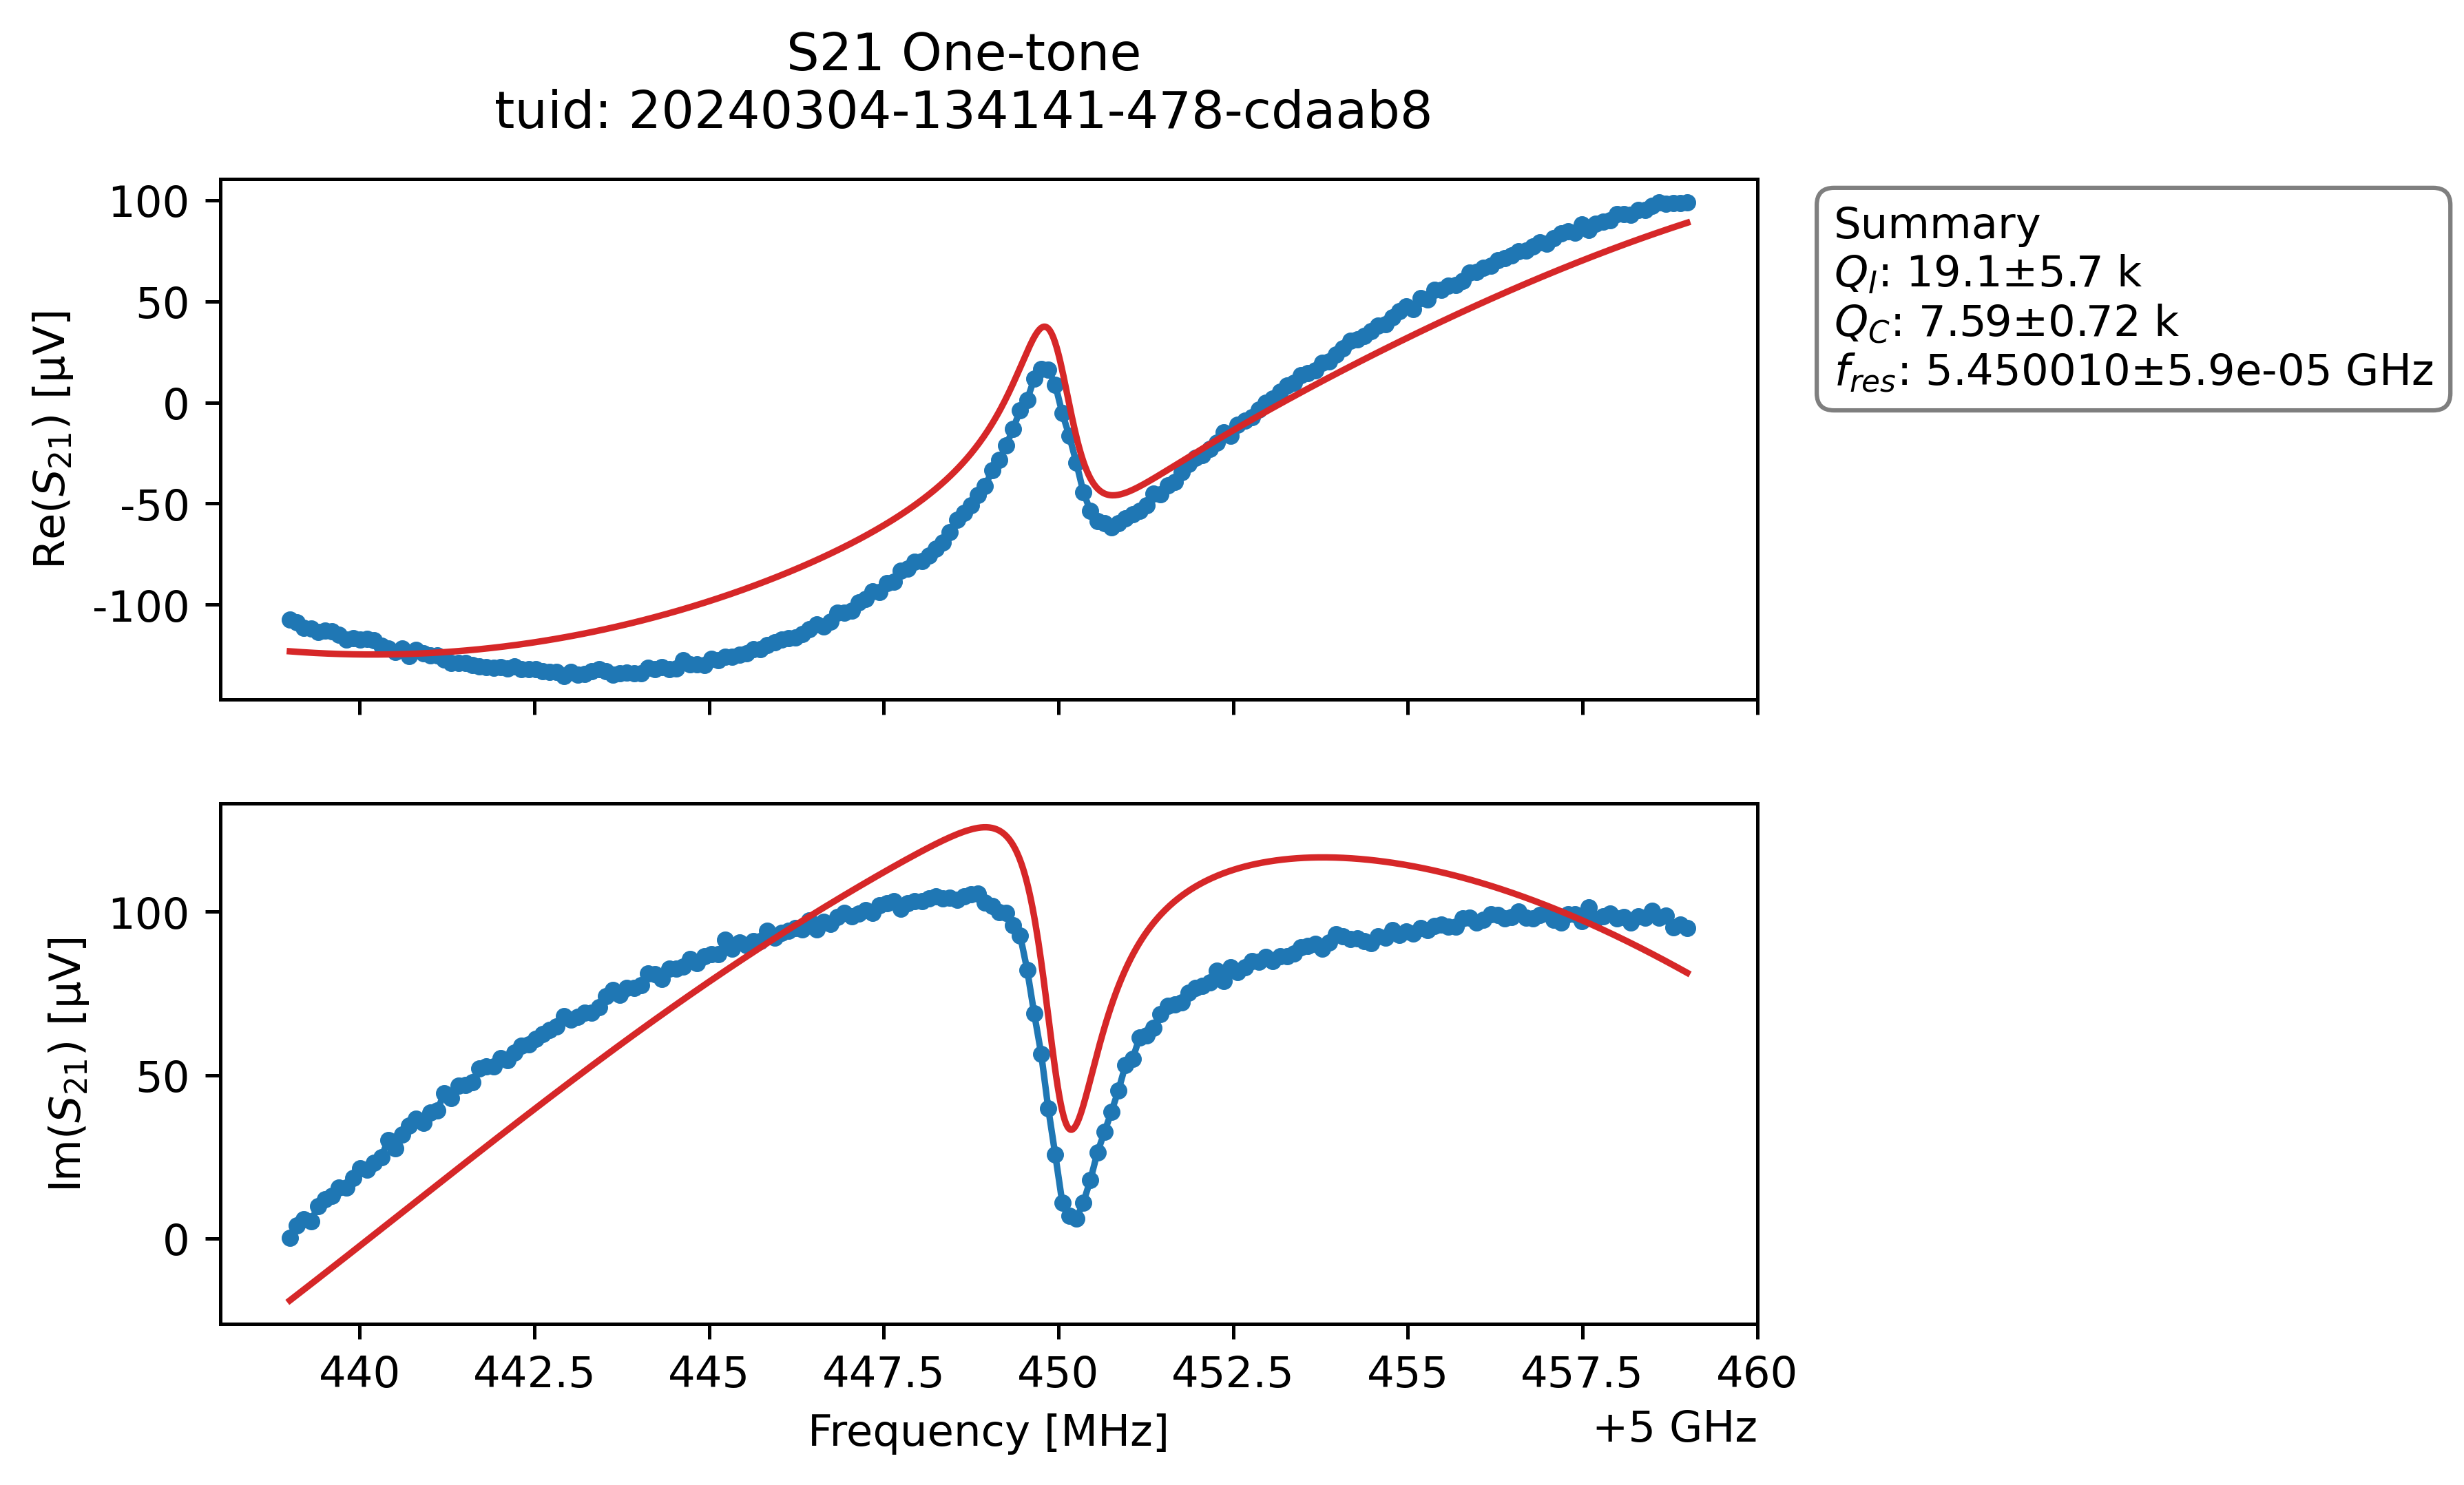 S21 One-tone
tuid: 20240304-134141-478-cdaab8
100
50
0
-50
-100
Re(S21) [µV]
Summary
QI: 19.1±5.7 k
QC: 7.59±0.72 k
fres: 5.450010±5.9e-05 GHz
100
50
0
Im(S21) [µV]
440 442.5 445 447.5 450 452.5 455 457.5 460
Frequency [MHz]
+5 GHz